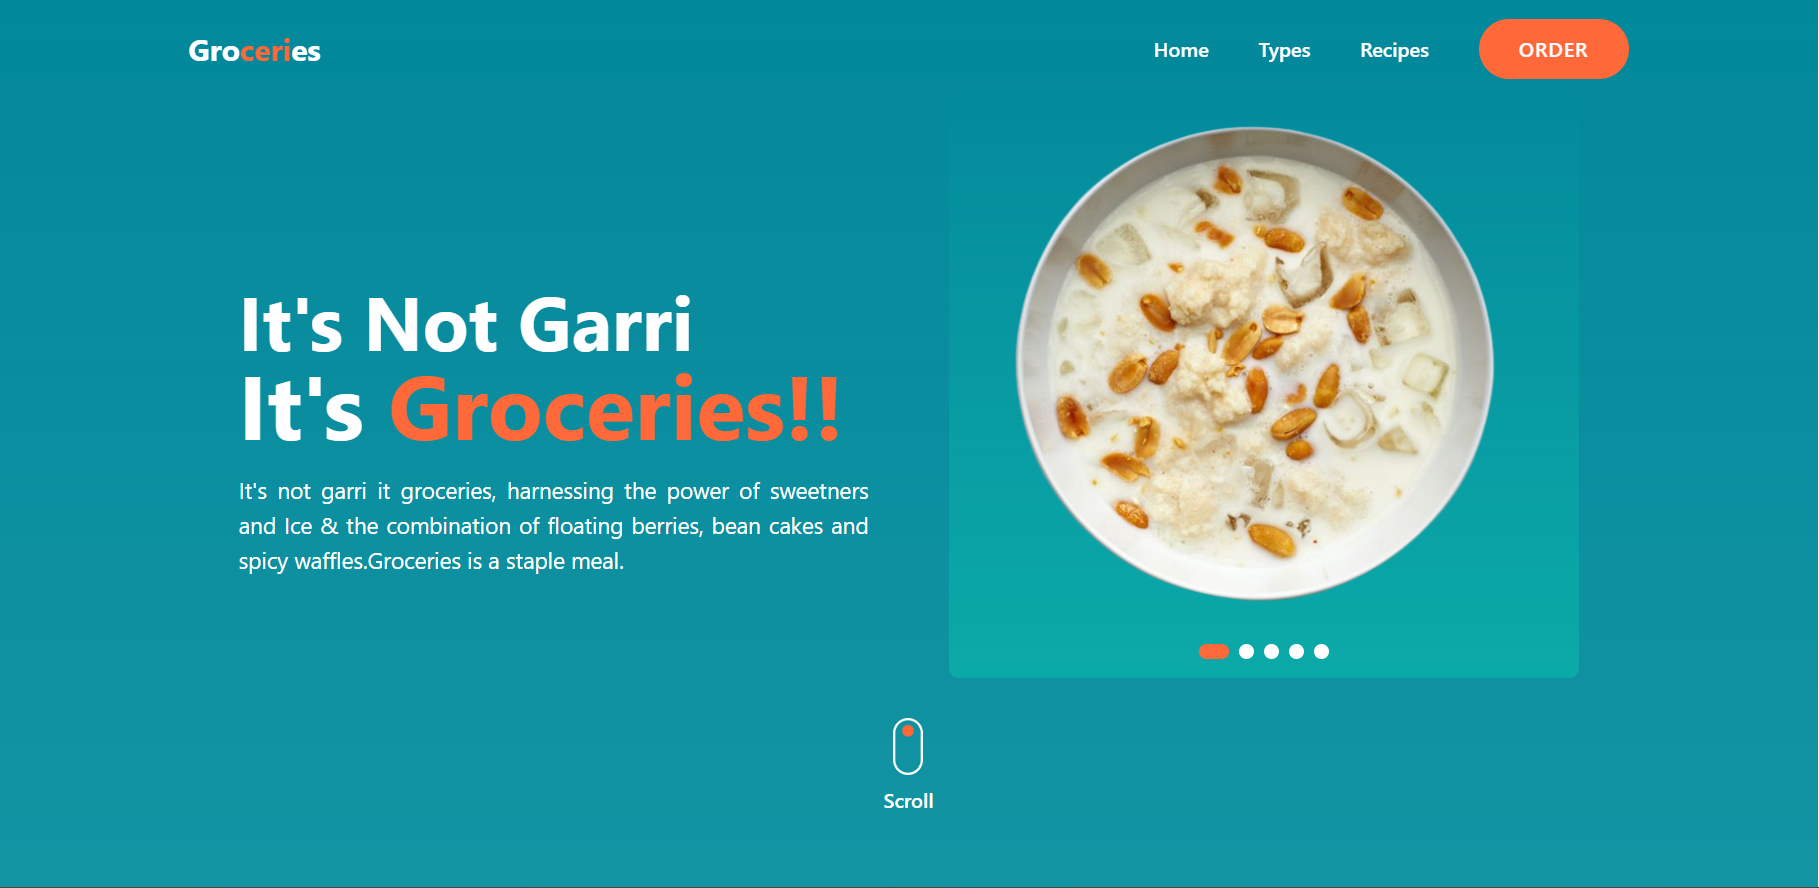 Groceries
Home
Types
Recipes
ORDER
It's Not Garri
It's Groceries!!
It's not garri it groceries, harnessing the power of sweetners
and Ice & the combination of floating berries, bean cakes and
spicy waffles.Groceries is a staple meal.
Scroll